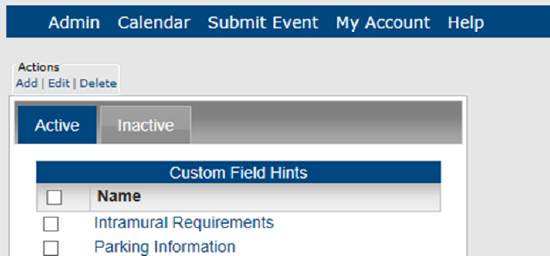 Admin Calendar Submit Event My Account Help
Actions
Add | Edit | Delete
Active Inactive
Custom Field Hints
Name
Intramural Requirements
Parking Information